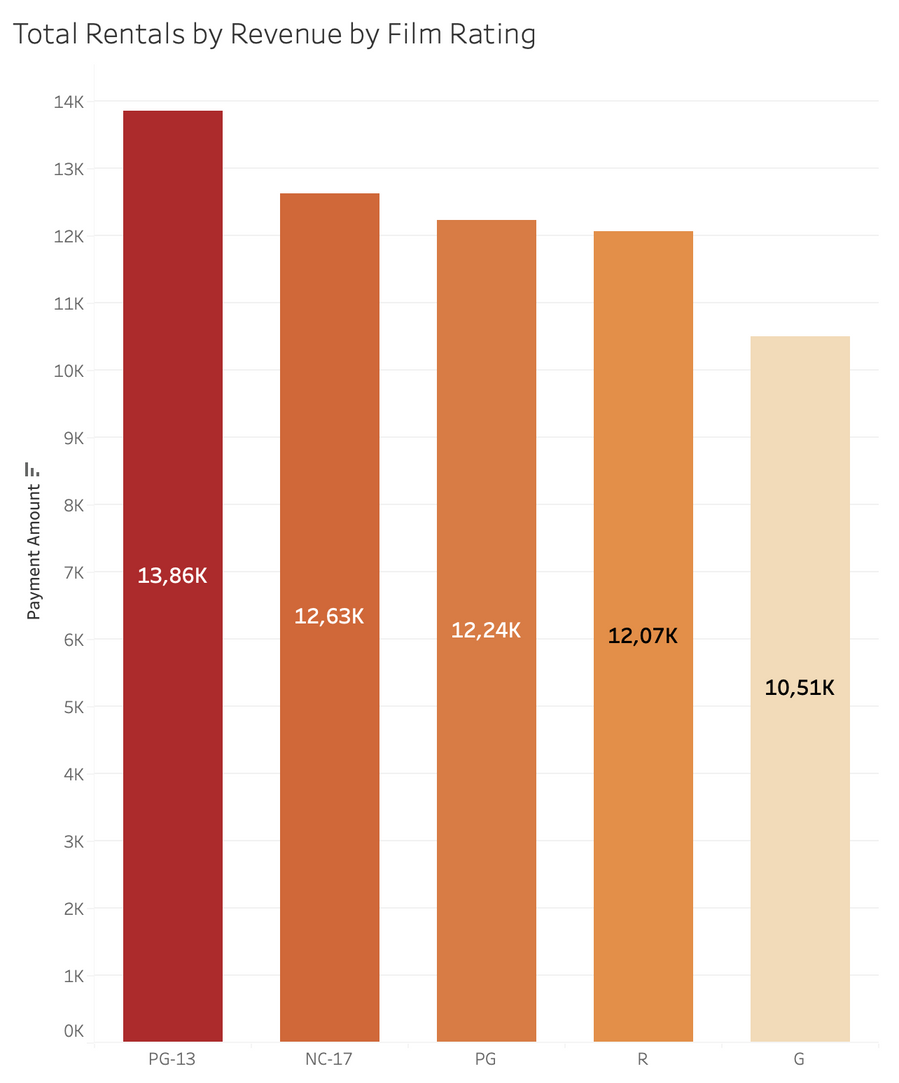 Total Rentals by Revenue by Film Rating
14K
13K
12K
11K
10K
9K
8K
7K
6K
5K
4K
3K
2K
1K
0K
Payment Amount
13,86K
12,63K
12,24K
12,07K
10,51K
PG-13
NC-17
PG
R
G